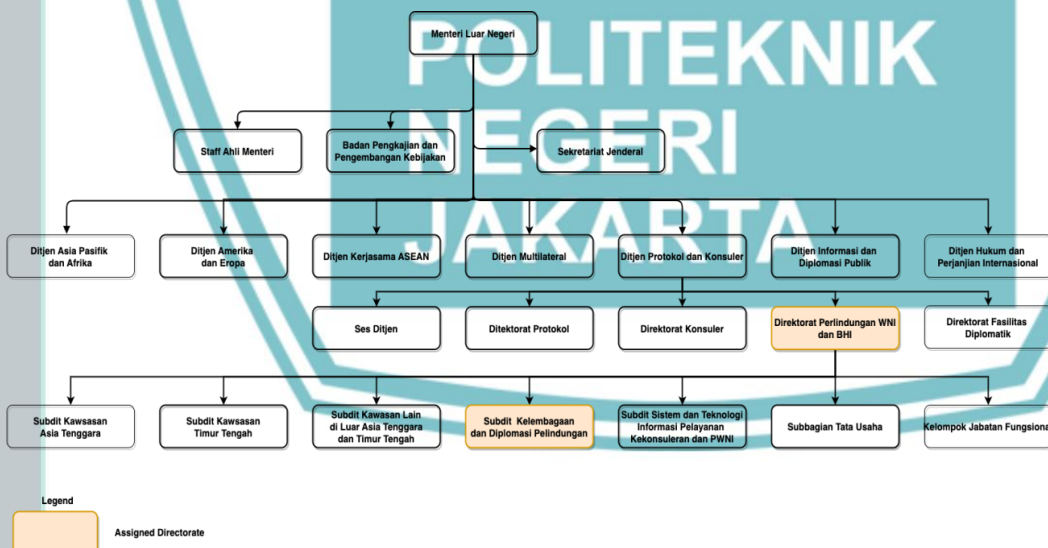 POLITEKNIK
NEGERI
JAKARTA
Menteri Luar Negeri
Staff Ahli Menteri
Badan Pengkajian dan
Pengembangan Kebijakan
Sekretariat Jenderal
Ditjen Asia Pasifik
dan Afrika
Ditjen Amerika
dan Eropa
Ditjen Kerjasama ASEAN
Ditjen Multilateral
Ditjen Protokol dan Konsuler
Ditjen Informasi dan
Diplomasi Publik
Ditjen Hukum dan
Perjanjian Internasional
Ses Ditjen
Ditektorat Protokol
Direktorat Konsuler
Direktorat Perlindungan WNI
dan BHI
Direktorat Fasilitas
Diplomatik
Subdit Kawsasan
Asia Tenggara
Subdit Kawsasan
Timur Tengah
Subdit Kawasan Lain
di Luar Asia Tenggara
dan Timur Tengah
Subdit Kelembagaan
dan Diplomasi Pelindungan
Subdit Sistem dan Teknologi
Informasi Pelayanan
Kekonsuleran dan PWNI
Subbagian Tata Usaha
Kelompok Jabatan Fungsiona
Legend
Assigned Directorate